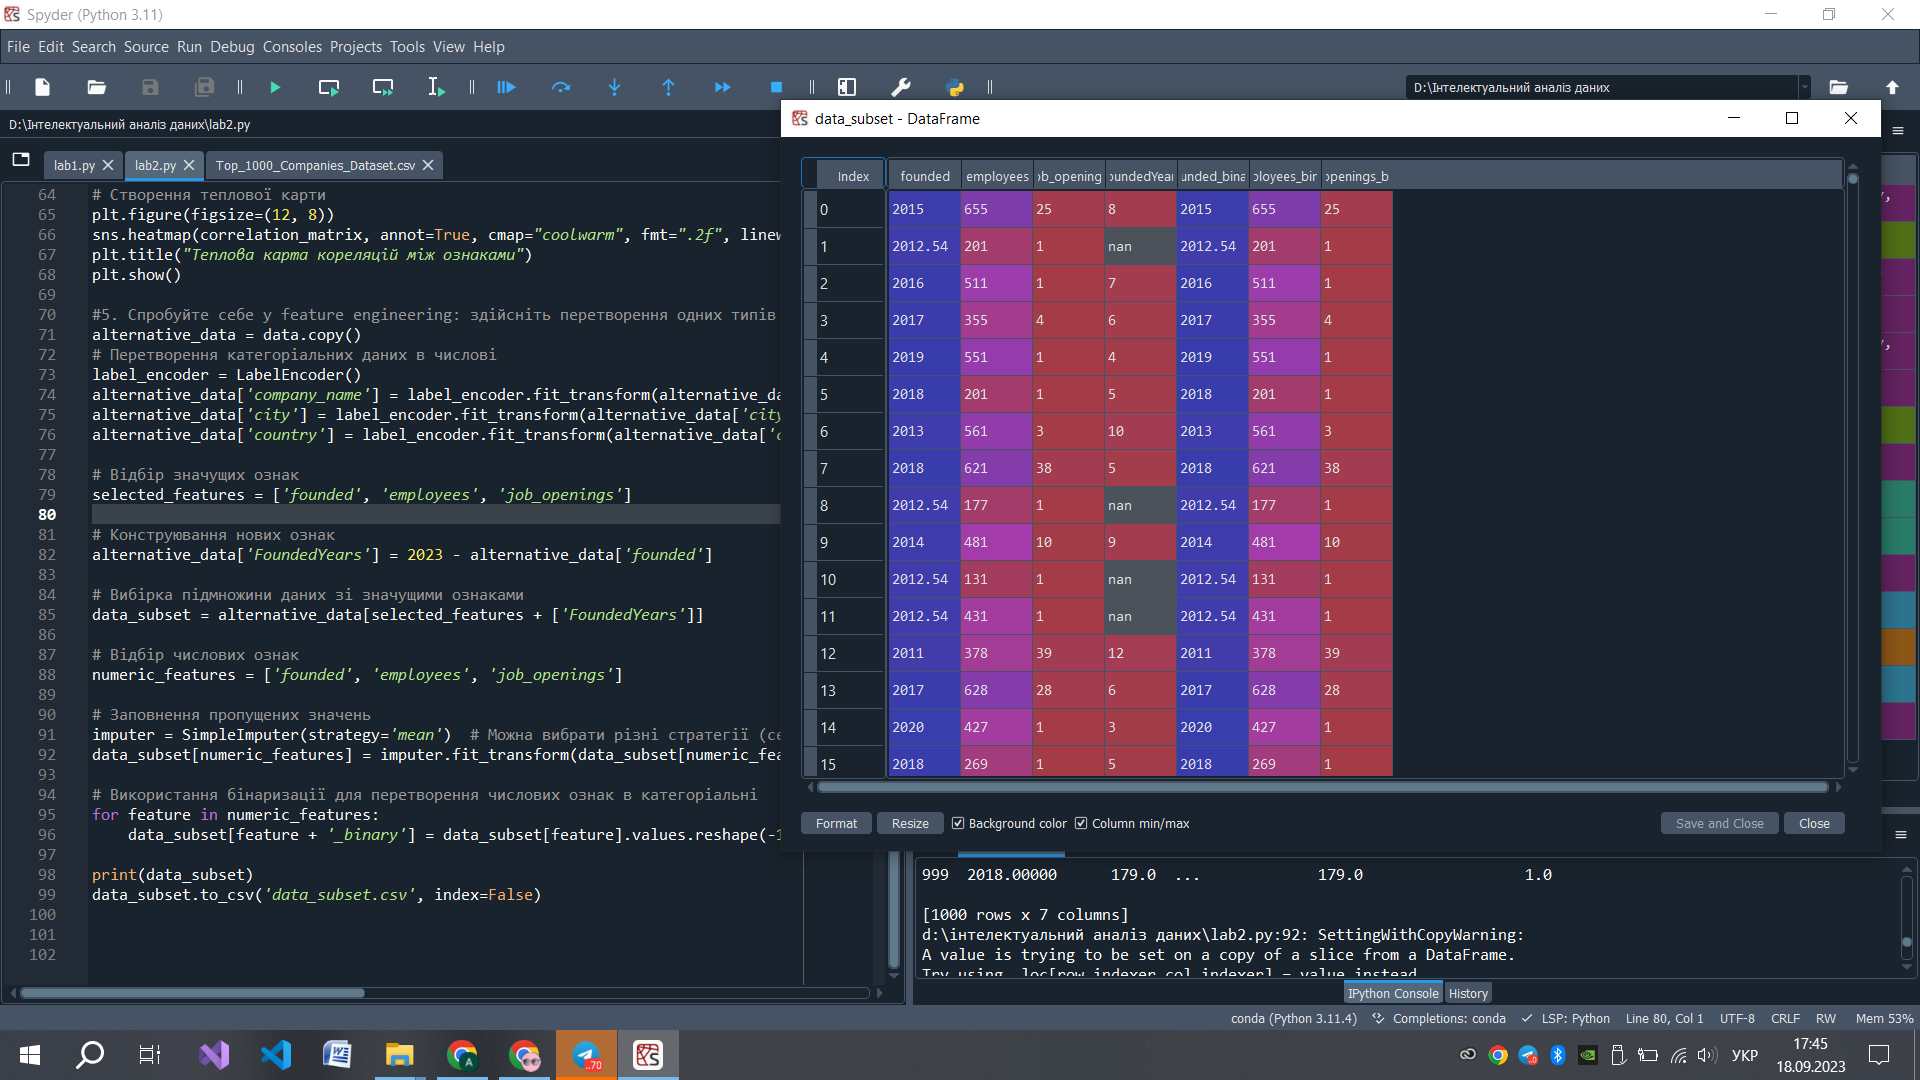 Spyder (Python 3.11)
File Edit Search Source Run Debug Consoles Projects Tools View Help
D:\Інтелектуальний аналіз даних
D:\Інтелектуальний аналіз даних\lab2.py
lab1.py
lab2.py
Top_1000_Companies_Dataset.csv
64 # Створення теплової карти
65 plt.figure(figsize=(12, 8))
66 sns.heatmap(correlation_matrix, annot=True, cmap="coolwarm", fmt=".2f", linew
67 plt.title("Теплова карта кореляцій між ознаками")
68 plt.show()
69
70 #5. Спробуйте себе у feature engineering: здійсніть перетворення одних типів
71 alternative_data = data.copy()
72 # Перетворення категоріальних даних в числові
73 label_encoder = LabelEncoder()
74 alternative_data['company_name'] = label_encoder.fit_transform(alternative_da
75 alternative_data['city'] = label_encoder.fit_transform(alternative_data['city
76 alternative_data['country'] = label_encoder.fit_transform(alternative_data['c
77
78 # Відбір значущих ознак
79 selected_features = ['founded', 'employees', 'job_openings']
80
81 # Конструювання нових ознак
82 alternative_data['FoundedYears'] = 2023 - alternative_data['founded']
83
84 # Вибірка підмножини даних зі значущими ознаками
85 data_subset = alternative_data[selected_features + ['FoundedYears']]
86
87 # Відбір числових ознак
88 numeric_features = ['founded', 'employees', 'job_openings']
89
90 # Заповнення пропущених значень
91 imputer = SimpleImputer(strategy='mean')  # Можна вибрати різні стратегії (се
92 data_subset[numeric_features] = imputer.fit_transform(data_subset[numeric_fea
93
94 # Використання бінаризації для перетворення числових ознак в категоріальні
95 for feature in numeric_features:
96     data_subset[feature + '_binary'] = data_subset[feature].values.reshape(-1
97
98 print(data_subset)
99 data_subset.to_csv('data_subset.csv', index=False)
100
101
102
data_subset - DataFrame
Index founded employees ob_opening oundedYear unded_bina ployees_bin openings_b
0 2015 655 25 8 2015 655 25
1 2012.54 201 1 nan 2012.54 201 1
2 2016 511 1 7 2016 511 1
3 2017 355 4 6 2017 355 4
4 2019 551 1 4 2019 551 1
5 2018 201 1 5 2018 201 1
6 2013 561 3 10 2013 561 3
7 2018 621 38 5 2018 621 38
8 2012.54 177 1 nan 2012.54 177 1
9 2014 481 10 9 2014 481 10
10 2012.54 131 1 nan 2012.54 131 1
11 2012.54 431 1 nan 2012.54 431 1
12 2011 378 39 12 2011 378 39
13 2017 628 28 6 2017 628 28
14 2020 427 1 3 2020 427 1
15 2018 269 1 5 2018 269 1
Format Resize Background color Column min/max Save and Close Close
999  2018.00000      179.0  ...             179.0                  1.0
[1000 rows x 7 columns]
d:\інтелектуальний аналіз даних\lab2.py:92: SettingWithCopyWarning:
A value is trying to be set on a copy of a slice from a DataFrame.
Try using .loc[row_indexer,col_indexer] = value instead
IPython Console History
conda (Python 3.11.4) Completions: conda LSP: Python Line 80, Col 1 UTF-8 CRLF RW Mem 53%
..70
УКР
17:45
18.09.2023